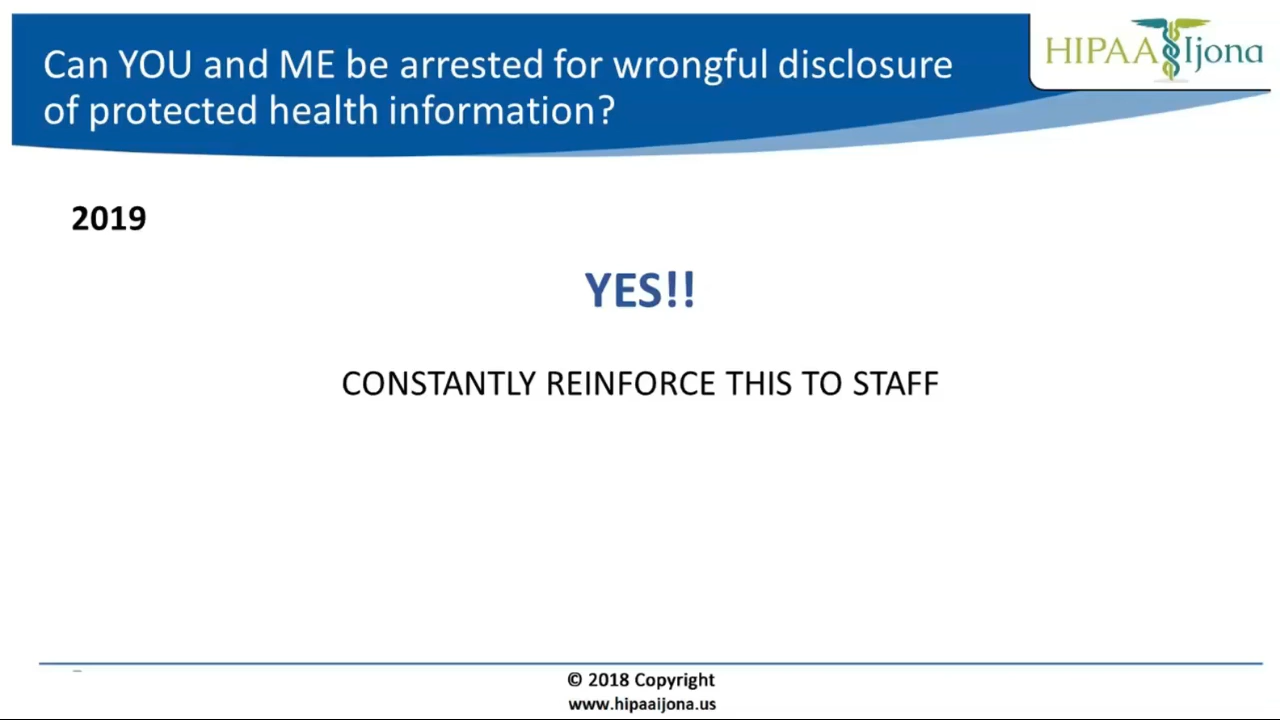 Can YOU and ME be arrested for wrongful disclosure
of protected health information?
HIPAA Ijona
2019
YES!!
CONSTANTLY REINFORCE THIS TO STAFF
© 2018 Copyright
www.hipaaijona.us